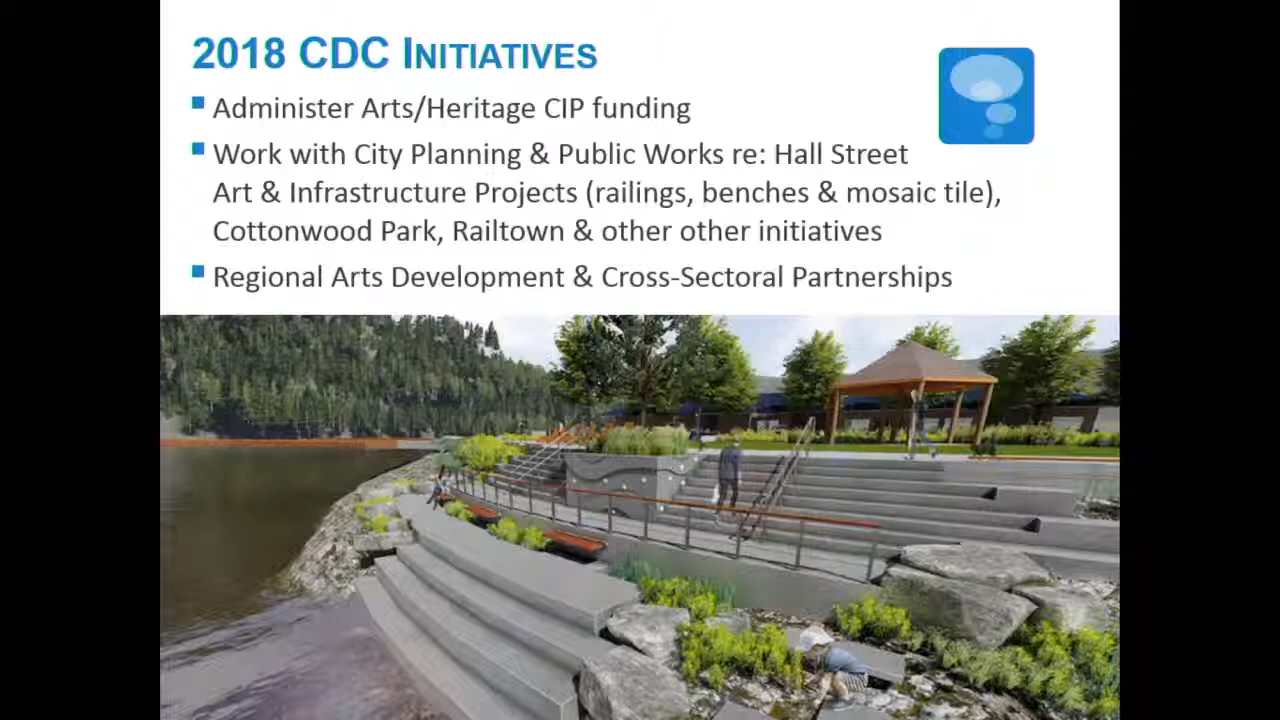 2018 CDC INITIATIVES
Administer Arts/Heritage CIP funding
Work with City Planning & Public Works re: Hall Street
Art & Infrastructure Projects (railings, benches & mosaic tile),
Cottonwood Park, Railtown & other other initiatives
Regional Arts Development & Cross-Sectoral Partnerships